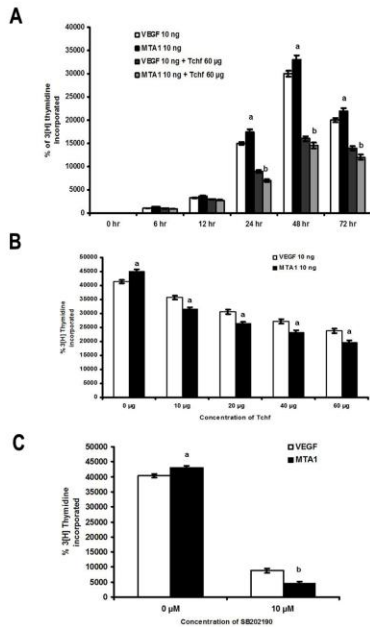 A
VEGF 10 ng
MTA1 10 ng
VEGF 10 ng + Tchf 60 µg
MTA1 10 ng + Tchf 60 µg
% of 3[H] thymidine
Incorporated
40000
35000
30000
25000
20000
15000
10000
5000
0
a
b
a
b
a
b
0 hr 6 hr 12 hr 24 hr 48 hr 72 hr
B
VEGF 10 ng
MTA1 10 ng
% 3[H] Thymidine
incorporated
50000
45000
40000
35000
30000
25000
20000
15000
10000
5000
0
a
a
a
a
a
0 µg 10 µg 20 µg 40 µg 60 µg
Concentration of Tchf
C
VEGF
MTA1
% 3[H] Thymidine
incorporated
50000
45000
40000
35000
30000
25000
20000
15000
10000
5000
0
a
b
0 µM 10 µM
Concentration of SB202190